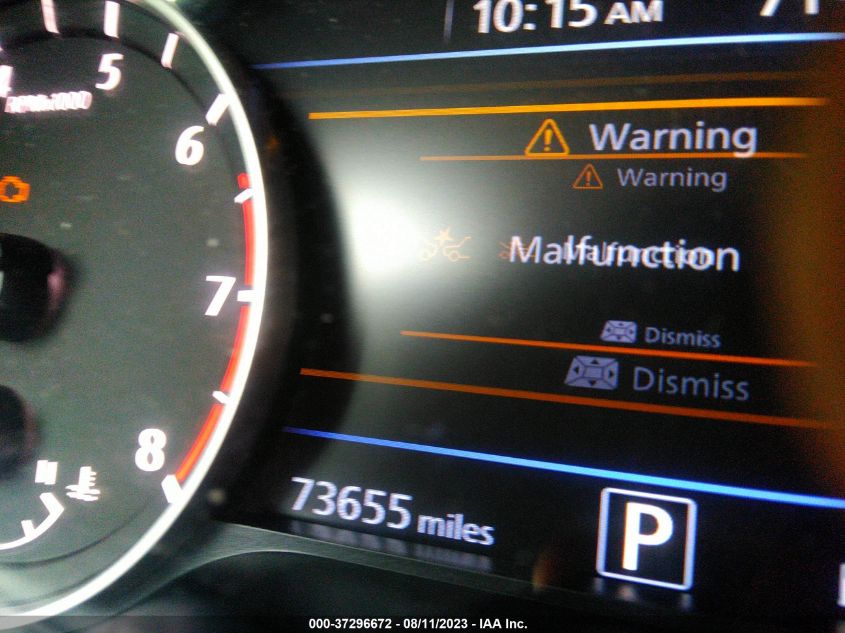 10:15 AM
5
6
7
8
Warning
Warning
Malfunction
Malfunction
Dismiss
Dismiss
H
73655 miles
P
000-37296672 - 08/11/2023 - IAA Inc.